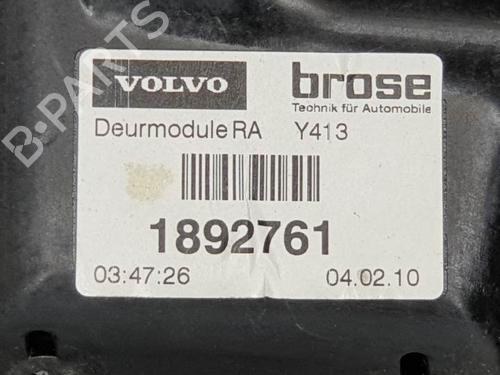 VOLVO brose
Technik für Automobile
Deurmodule RA Y413
1892761
03:47:26 04.02.10
B-PARTS